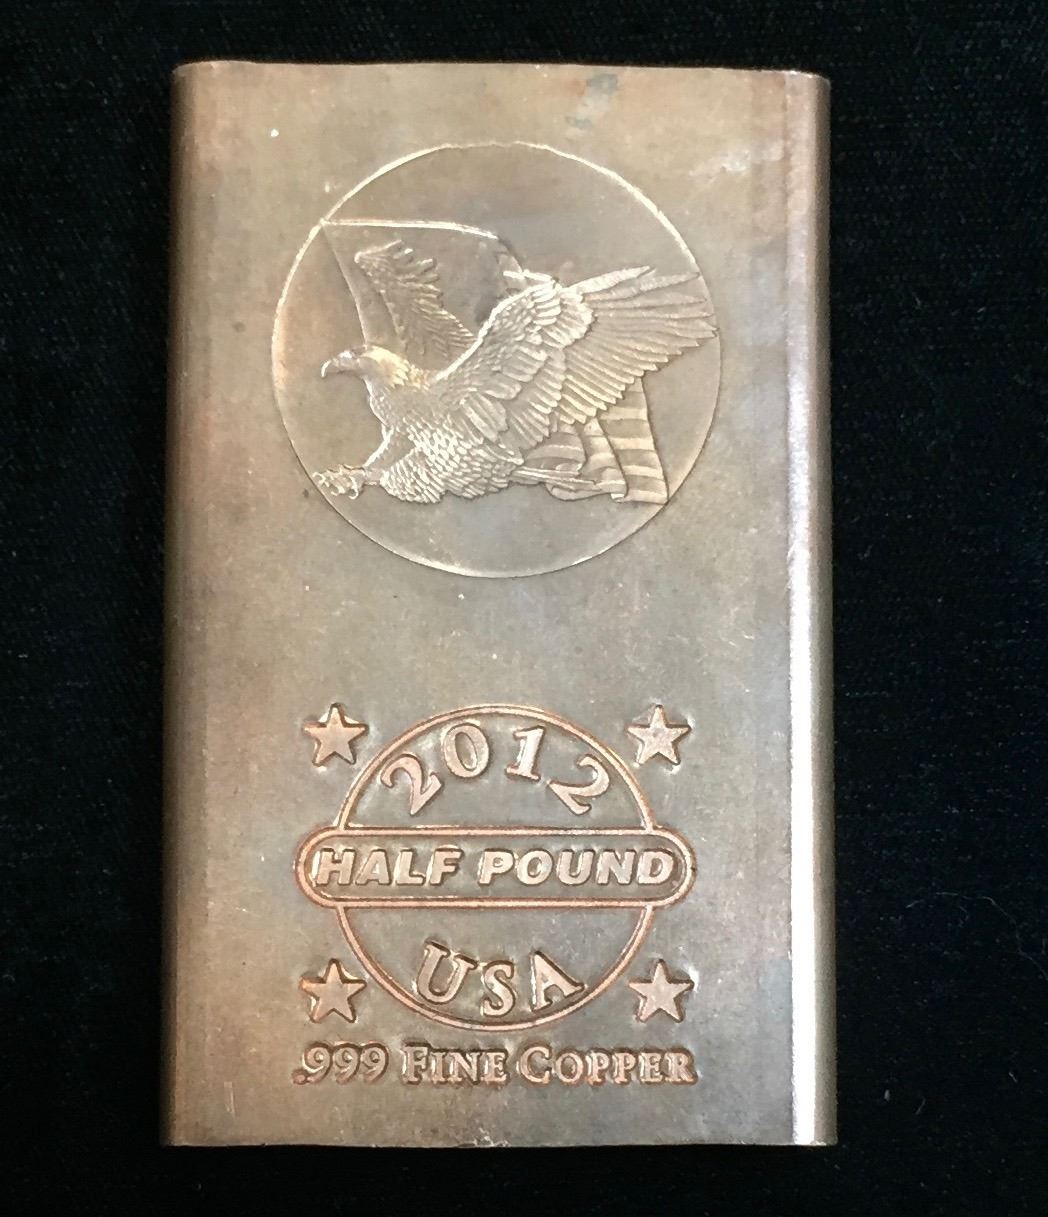 2012
HALF POUND
USA
.999 FINE COPPER